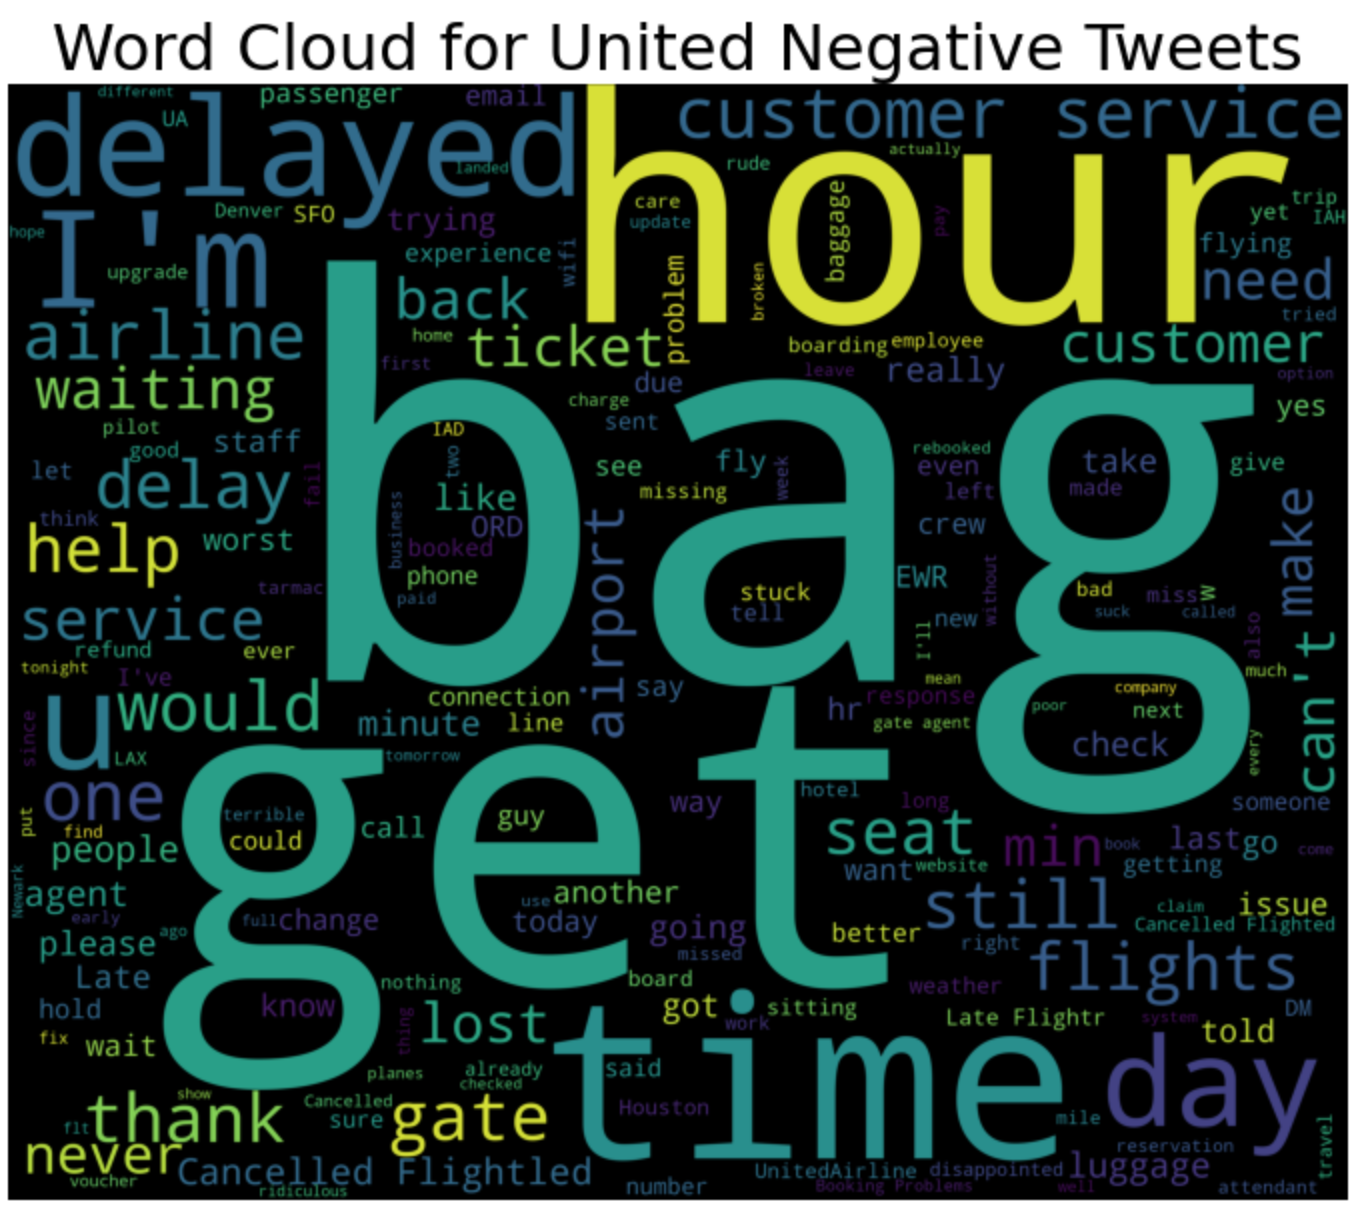 Word Cloud for United Negative Tweets
different
passenger
email
customer service
delayed
hour
UA
landed
rude
actually
Denver
SFO
trying
care
update
baggage
pay
yet
trip
IAH
hope
I'm
upgrade
experience
wifi
problem
broken
flying
need
tried
back
airline
home
ticket
boarding
employee
customer
first
due
leave
really
option
waiting
bag
charge
sent
yes
pilot
good
staff
IAD
two
see
fly
week
rebooked
even
take
give
let
delay
fail
like
missing
left
made
think
business
ORD
airport
crew
make
help
worst
booked
phone
stuck
EWR
without
bad
miss
W
tarmac
paid
tell
suck
called
service
new
also
refund
ever
I'll
can't
tonight
I've
say
mean
company
much
u
would
connection
hr
response
poor
next
since
minute
line
gate agent
check
every
LAX
tomorrow
get
one
way
hotel
long
someone
put
find
terrible
could
call
guy
seat
min
book
last
go
come
people
want
website
getting
Newark
agent
use
another
still
claim
issue
early
full
change
today
going
better
Cancelled Flighted
please
ago
missed
right
flights
Late
nothing
board
weather
hold
know
lost
got
sitting
Late Flightr
system
DM
told
fix
wait
thing
work
time
day
planes
already
said
checked
show
Cancelled
Houston
mile
flt
thank
sure
gate
reservation
travel
never
Cancelled Flightled
UnitedAirline
disappointed
luggage
voucher
ridiculous
number
Booking Problems
well
attendant